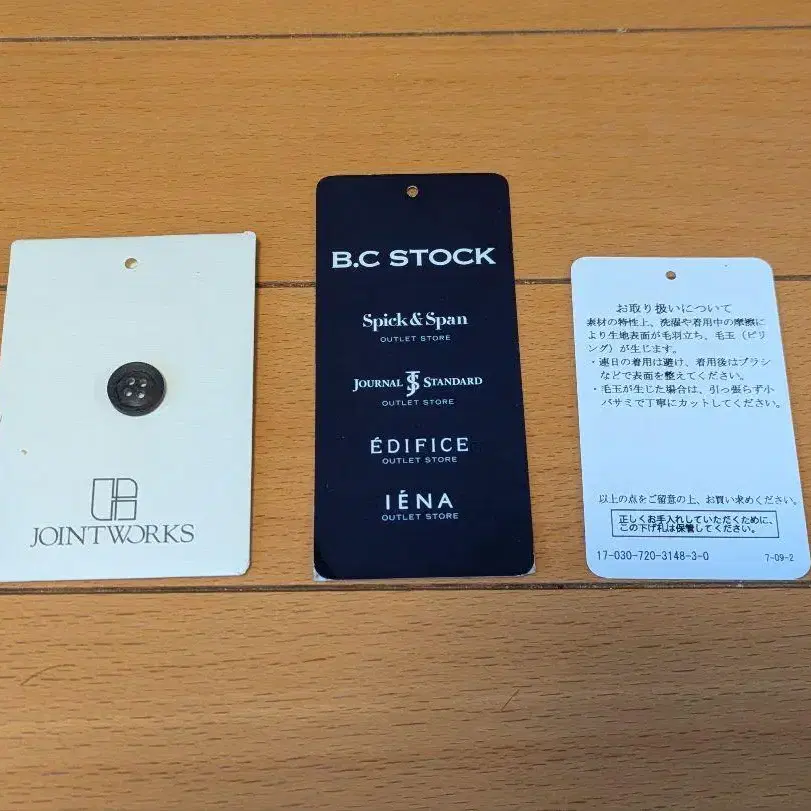 JOINTWORKS
B.C STOCK
Spick & Span
OUTLET STORE
JOURNAL JS STANDARD
OUTLET STORE
ÉDIFICE
OUTLET STORE
IÉNA
OUTLET STORE
お取り扱いについて
素材の特性上、洗濯や着用中の摩擦に
より生地表面が毛羽立ち、毛玉（ピリ
ング）が生じます。
・連日の着用は避け、着用後はブラシ
などで表面を整えてください。
・毛玉が生じた場合は、引っ張らず小
バサミで丁寧にカットしてください。
以上の点をご留意の上、お買い求めください。
正しくお手入れしていただくために、
この下げ札は保管してください。
17-030-720-3148-3-0 7-09-2